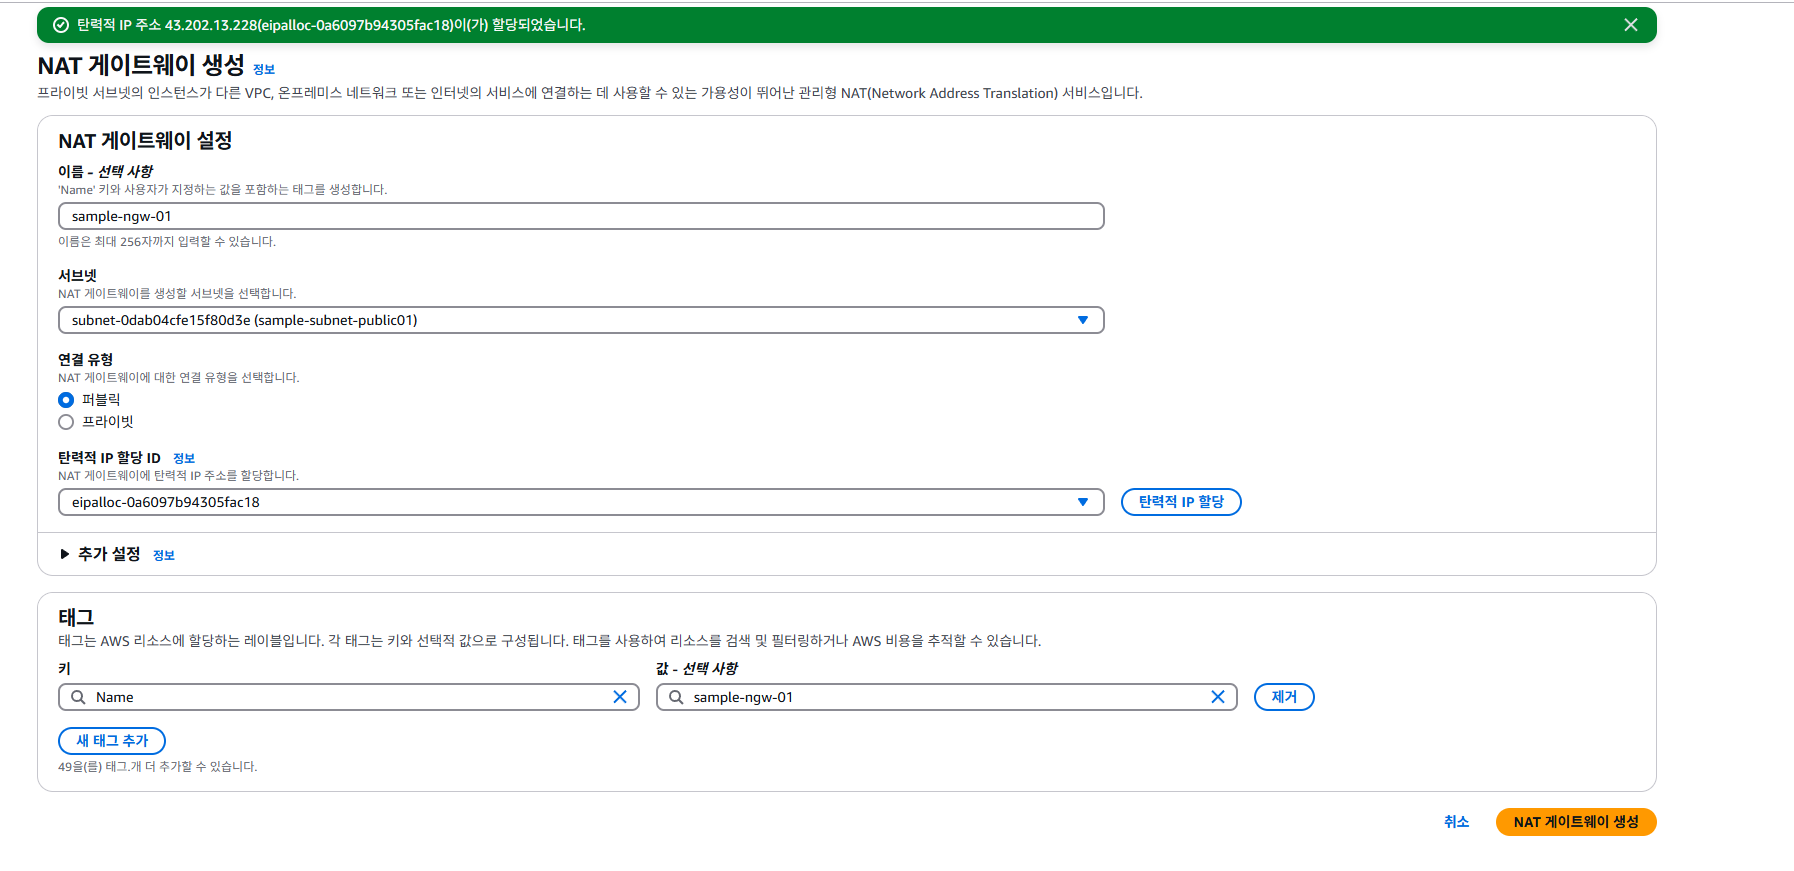 탄력적 IP 주소 43.202.13.228(eipalloc-0a6097b94305fac18)이(가) 할당되었습니다.
NAT 게이트웨이 생성 정보
프라이빗 서브넷의 인스턴스가 다른 VPC, 온프레미스 네트워크 또는 인터넷의 서비스에 연결하는 데 사용할 수 있는 가용성이 뛰어난 관리형 NAT(Network Address Translation) 서비스입니다.
NAT 게이트웨이 설정
이름 - 선택 사항
'Name' 키와 사용자가 지정하는 값을 포함하는 태그를 생성합니다.
sample-ngw-01
이름은 최대 256자까지 입력할 수 있습니다.
서브넷
NAT 게이트웨이를 생성할 서브넷을 선택합니다.
subnet-0dab04cfe15f80d3e (sample-subnet-public01)
연결 유형
NAT 게이트웨이에 대한 연결 유형을 선택합니다.
퍼블릭
프라이빗
탄력적 IP 할당 ID 정보
NAT 게이트웨이에 탄력적 IP 주소를 할당합니다.
eipalloc-0a6097b94305fac18 탄력적 IP 할당
추가 설정 정보
태그
태그는 AWS 리소스에 할당하는 레이블입니다. 각 태그는 키와 선택적 값으로 구성됩니다. 태그를 사용하여 리소스를 검색 및 필터링하거나 AWS 비용을 추적할 수 있습니다.
키 값 - 선택 사항
Name sample-ngw-01 제거
새 태그 추가
49을(를) 태그.개 더 추가할 수 있습니다.
취소 NAT 게이트웨이 생성